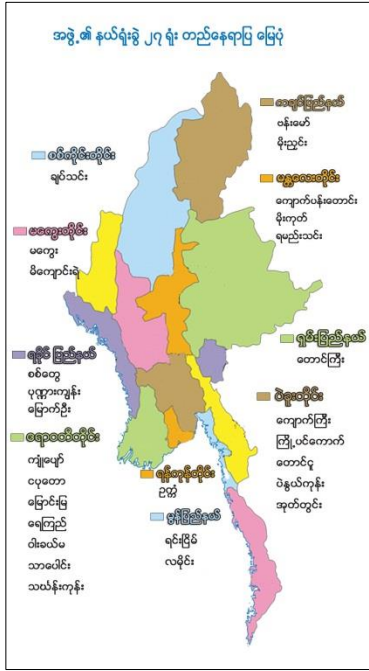 အဖွဲ့၏ နယ်ရုံးခွဲ ၂၇ ရုံး တည်နေရာပြ မြေပုံ
ကချင်ပြည်နယ်
ဗန်းမော်
မိုးညှင်း
စစ်ကိုင်းတိုင်း
ချပ်သင်း
မန္တလေးတိုင်း
ကျောက်ပန်းတောင်း
မိုးကုတ်
ရမည်းသင်း
မကွေးတိုင်း
မကွေး
မိကျောင်းရဲ
ရှမ်းပြည်နယ်
တောင်ကြီး
ရခိုင် ပြည်နယ်
စစ်တွေ
ပုဏ္ဏားကျွန်း
မြောက်ဦး
ပဲခူးတိုင်း
ကျောက်ကြီး
ကြို့ပင်ကောက်
တောင်ငူ
ပဲနွယ်ကုန်း
အုတ်တွင်း
ဧရာဝတီတိုင်း
ကျုံပျော်
ငပုတော
မြောင်းမြ
ရေကြည်
ဝါးခယ်မ
သာပေါင်း
သင်္ဃန်းကုန်း
ရန်ကုန်တိုင်း
ဥက္ကံ
မွန်ပြည်နယ်
ရင်းငြိမ်
လမိုင်း